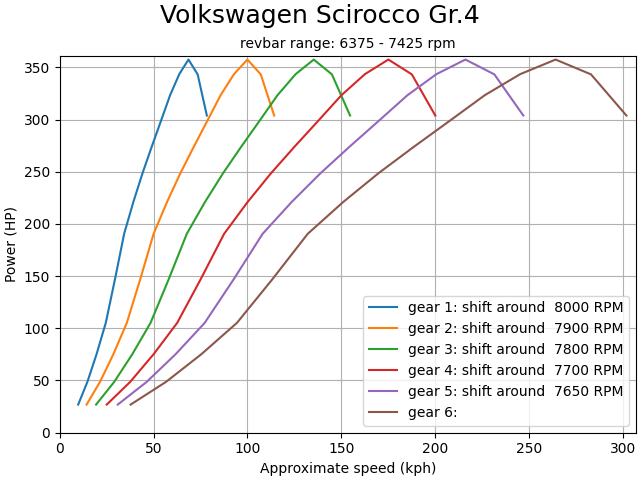 Volkswagen Scirocco Gr.4
revbar range: 6375 - 7425 rpm
Power (HP)
350
300
250
200
150
100
50
0
gear 1: shift around  8000 RPM
gear 2: shift around  7900 RPM
gear 3: shift around  7800 RPM
gear 4: shift around  7700 RPM
gear 5: shift around  7650 RPM
gear 6:
0 50 100 150 200 250 300
Approximate speed (kph)